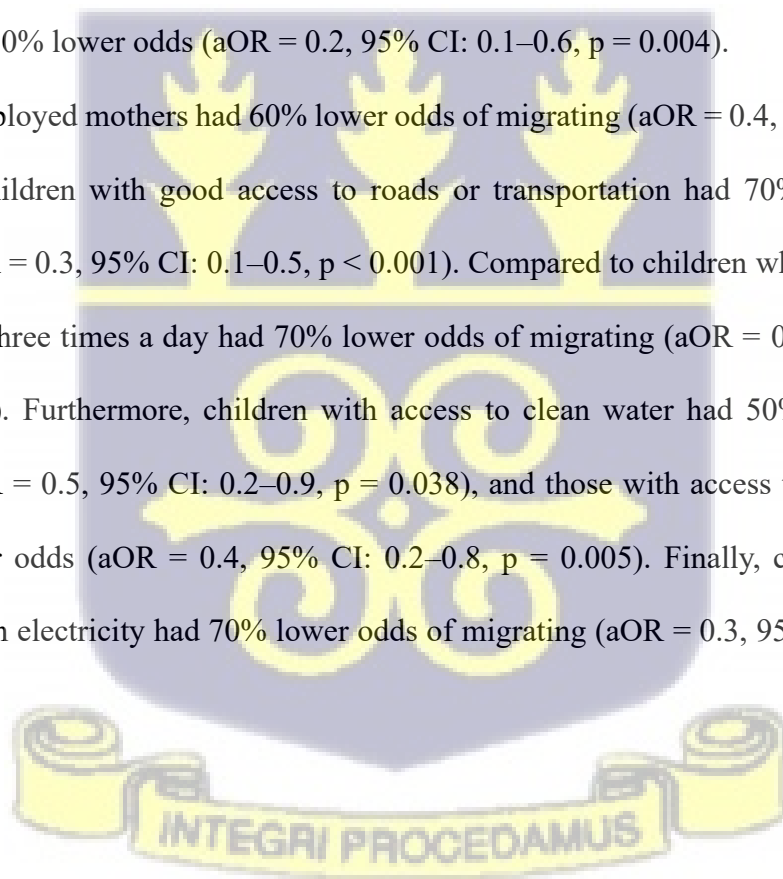 0% lower odds (aOR = 0.2, 95% CI: 0.1–0.6, p = 0.004).
ployed mothers had 60% lower odds of migrating (aOR = 0.4,
ildren with good access to roads or transportation had 70%
= 0.3, 95% CI: 0.1–0.5, p < 0.001). Compared to children wh
three times a day had 70% lower odds of migrating (aOR = 0
). Furthermore, children with access to clean water had 50%
= 0.5, 95% CI: 0.2–0.9, p = 0.038), and those with access
r odds (aOR = 0.4, 95% CI: 0.2–0.8, p = 0.005). Finally, c
n electricity had 70% lower odds of migrating (aOR = 0.3, 95
INTEGRI PROCEDAMUS